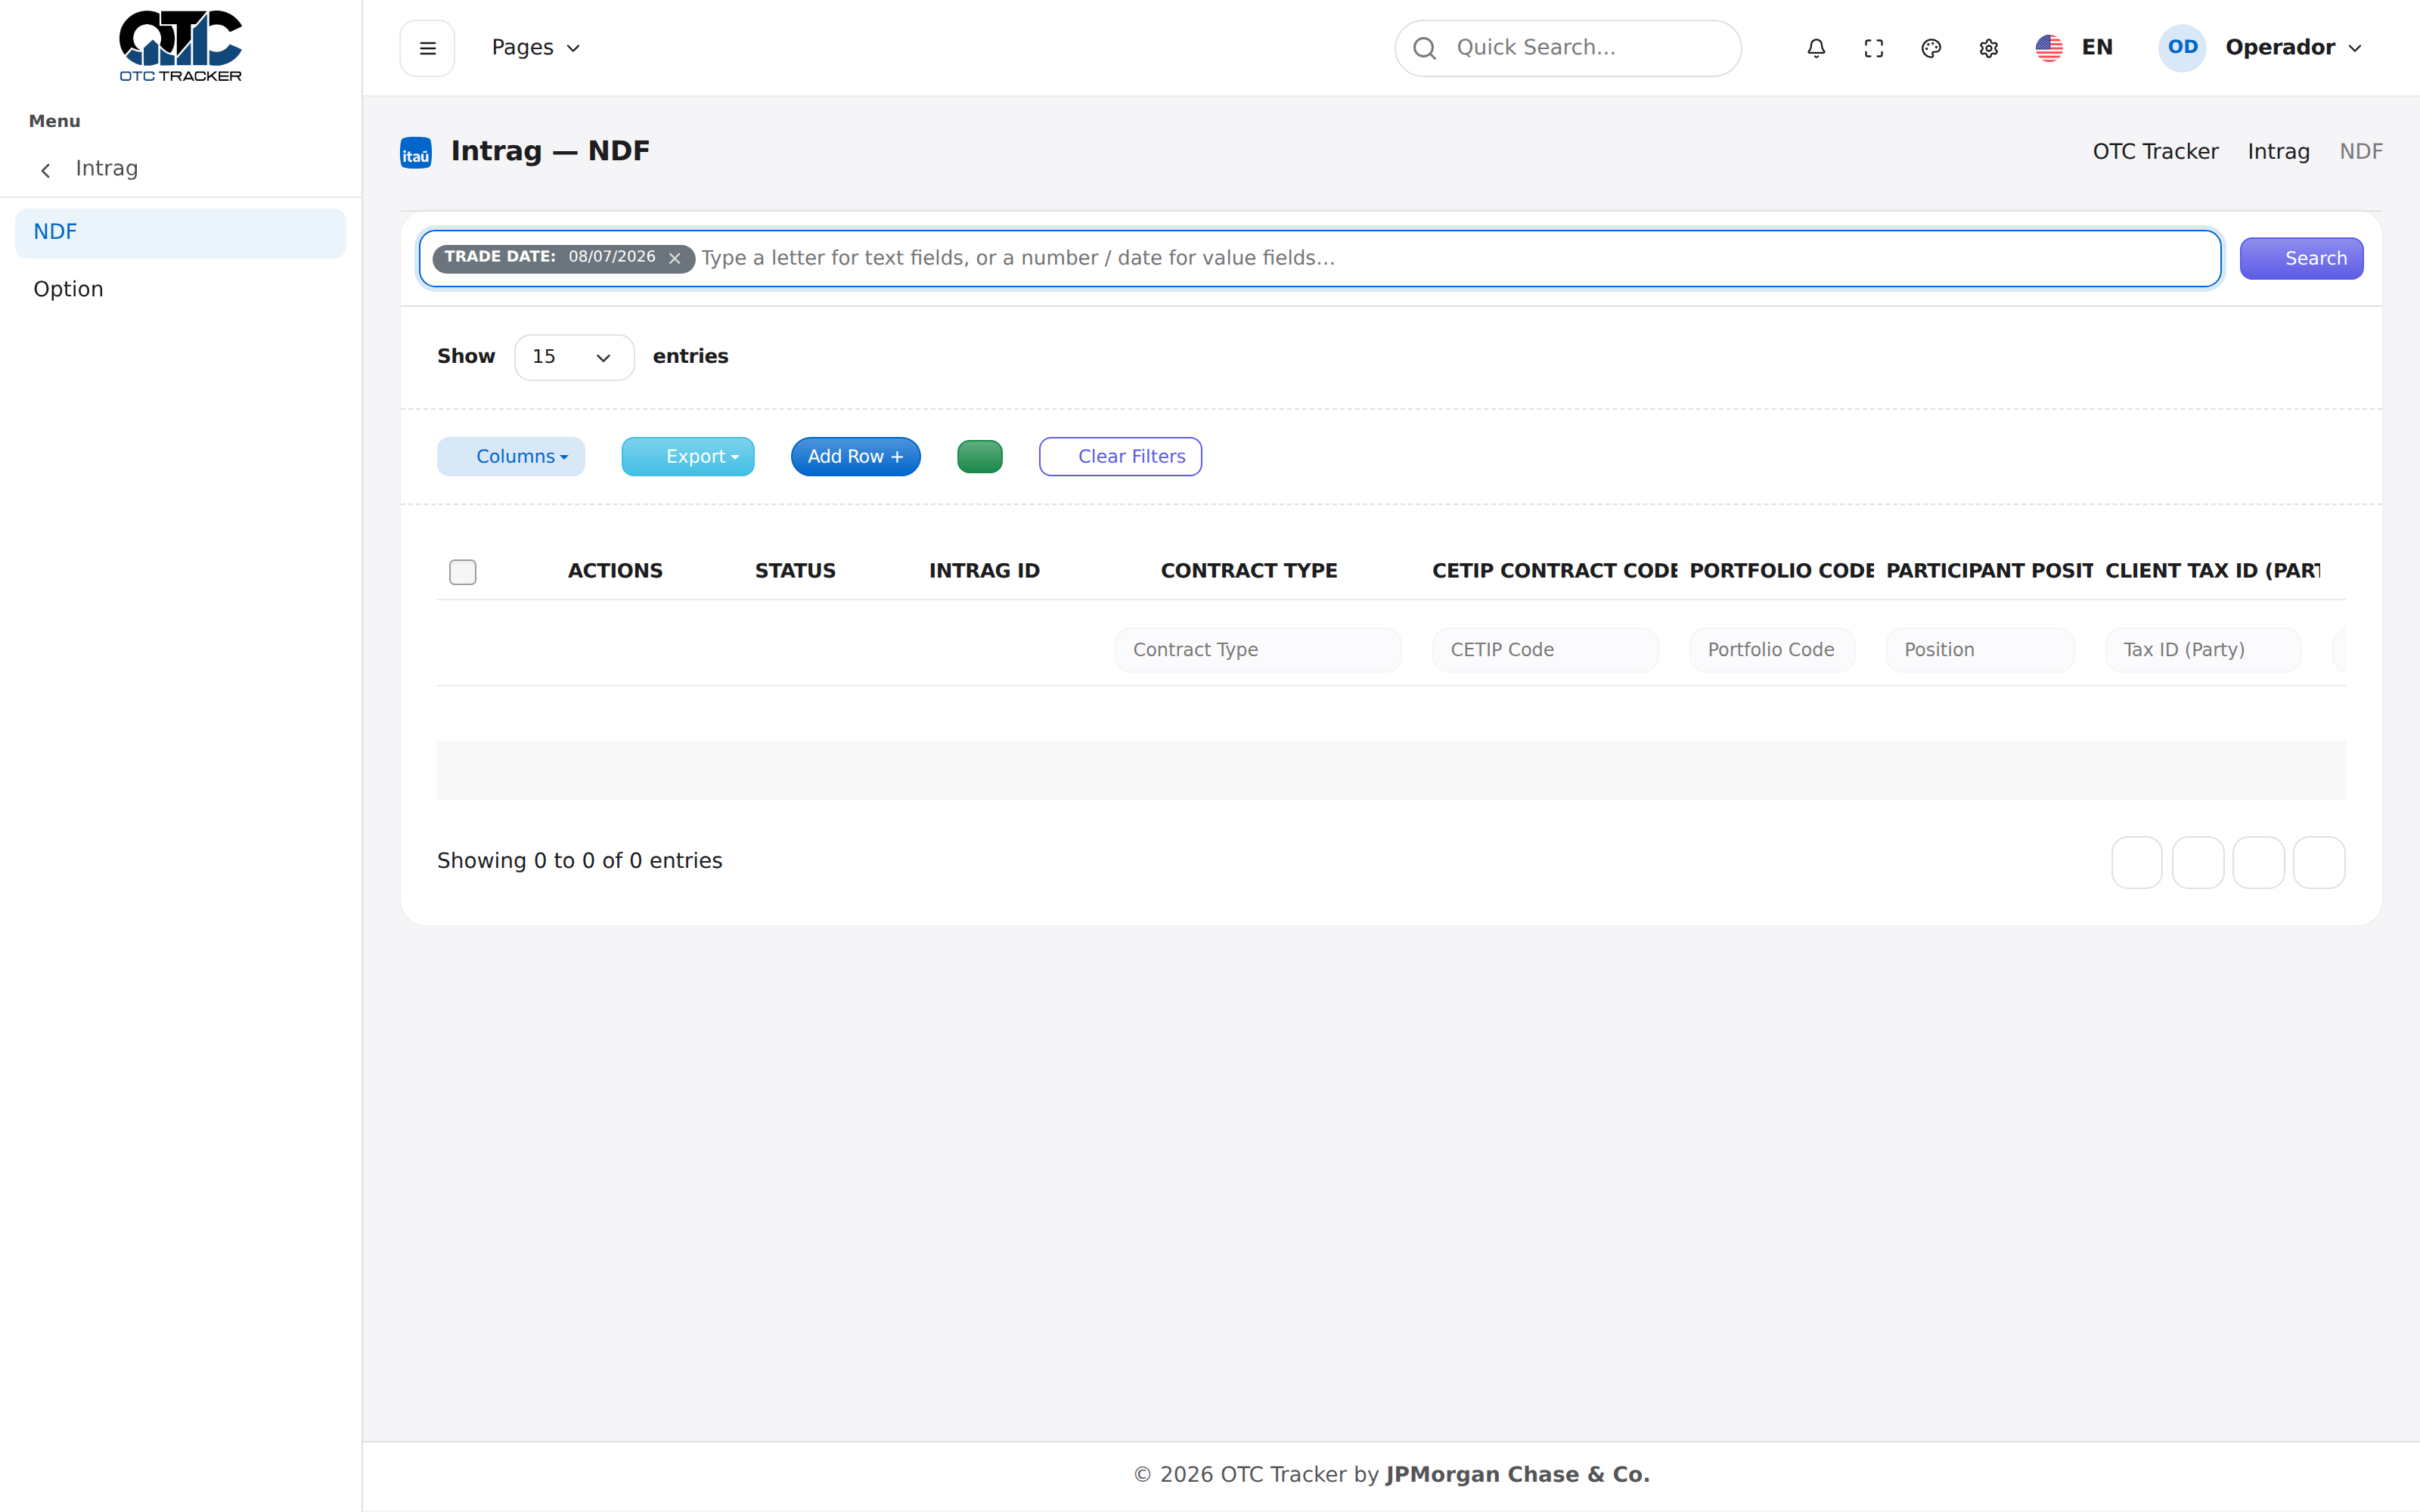 OTC
OTC TRACKER
Menu
Intrag
NDF
Option
Pages
Quick Search...
EN
OD
Operador
itaú
Intrag — NDF
OTC Tracker
Intrag
NDF
TRADE DATE: 08/07/2026 ×
Type a letter for text fields, or a number / date for value fields...
Search
Show 15 entries
Columns
Export
Add Row +
Clear Filters
ACTIONS
STATUS
INTRAG ID
CONTRACT TYPE
CETIP CONTRACT CODE
PORTFOLIO CODE
PARTICIPANT POSIT
CLIENT TAX ID (PART
Contract Type
CETIP Code
Portfolio Code
Position
Tax ID (Party)
Showing 0 to 0 of 0 entries
© 2026 OTC Tracker by JPMorgan Chase & Co.